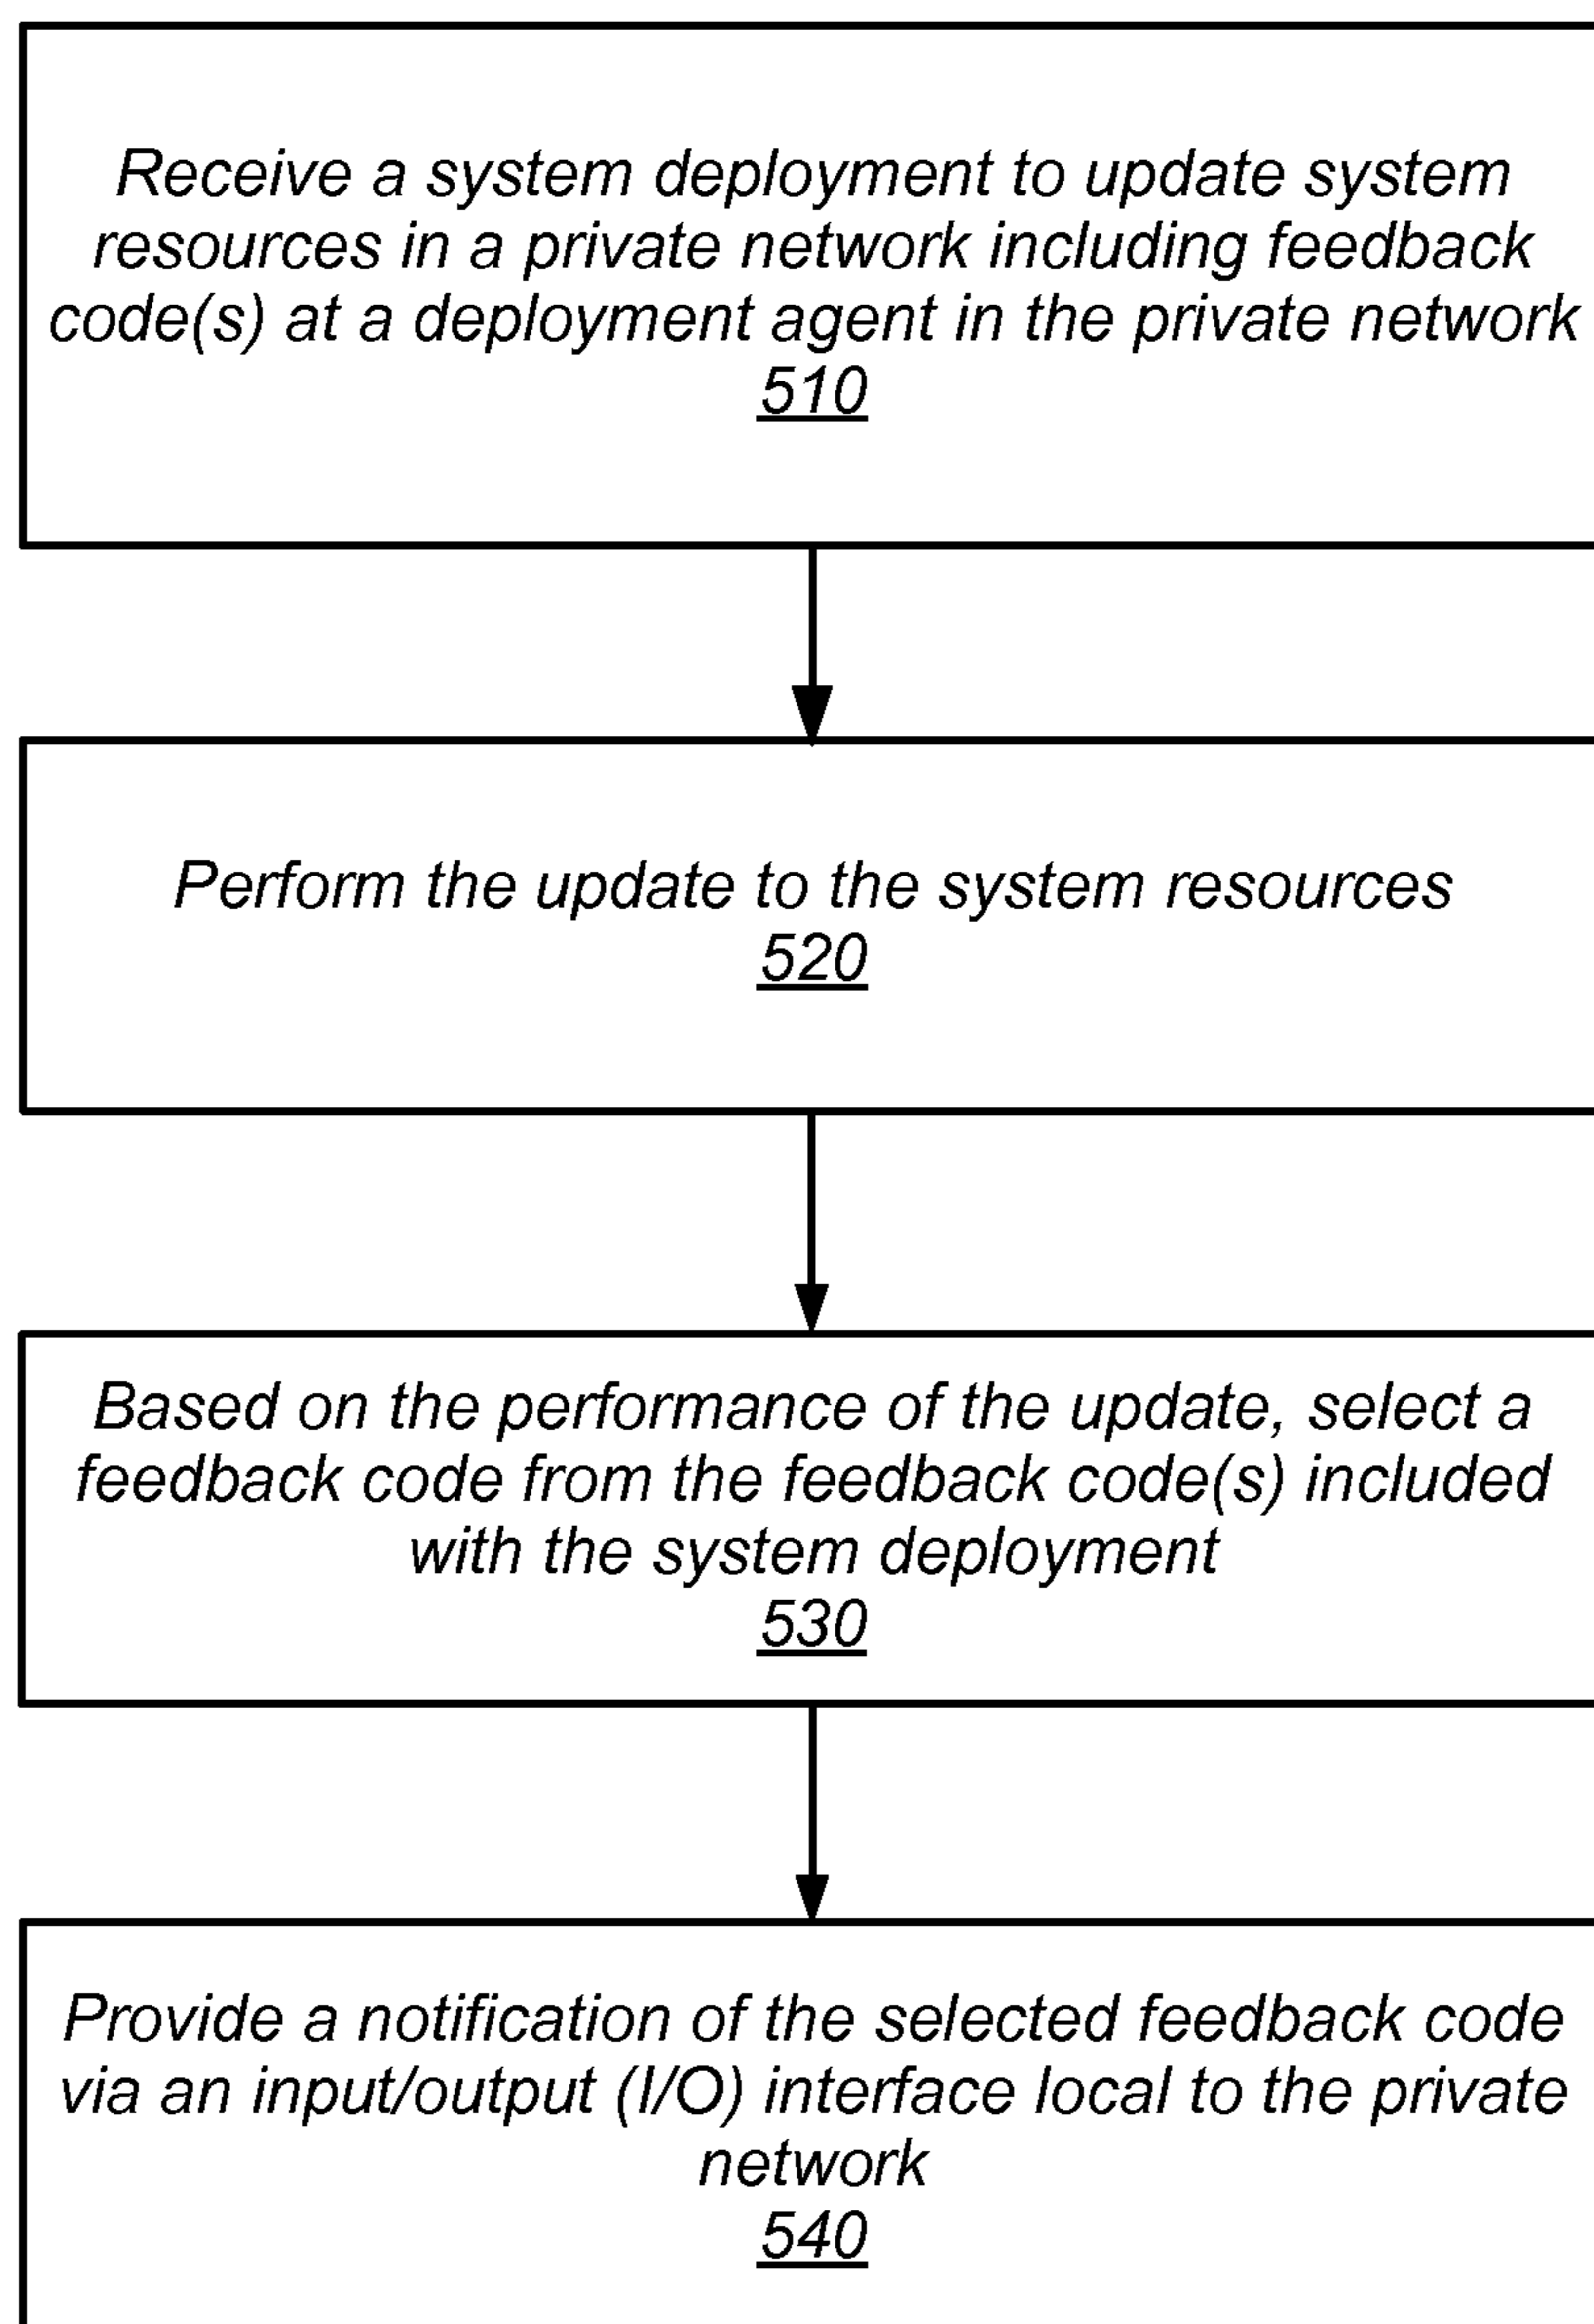 Receive a system deployment to update system
resources in a private network including feedback
code(s) at a deployment agent in the private network
510
Perform the update to the system resources
520
Based on the performance of the update, select a
feedback code from the feedback code(s) included
with the system deployment
530
Provide a notification of the selected feedback code
via an input/output (I/O) interface local to the private
network
540